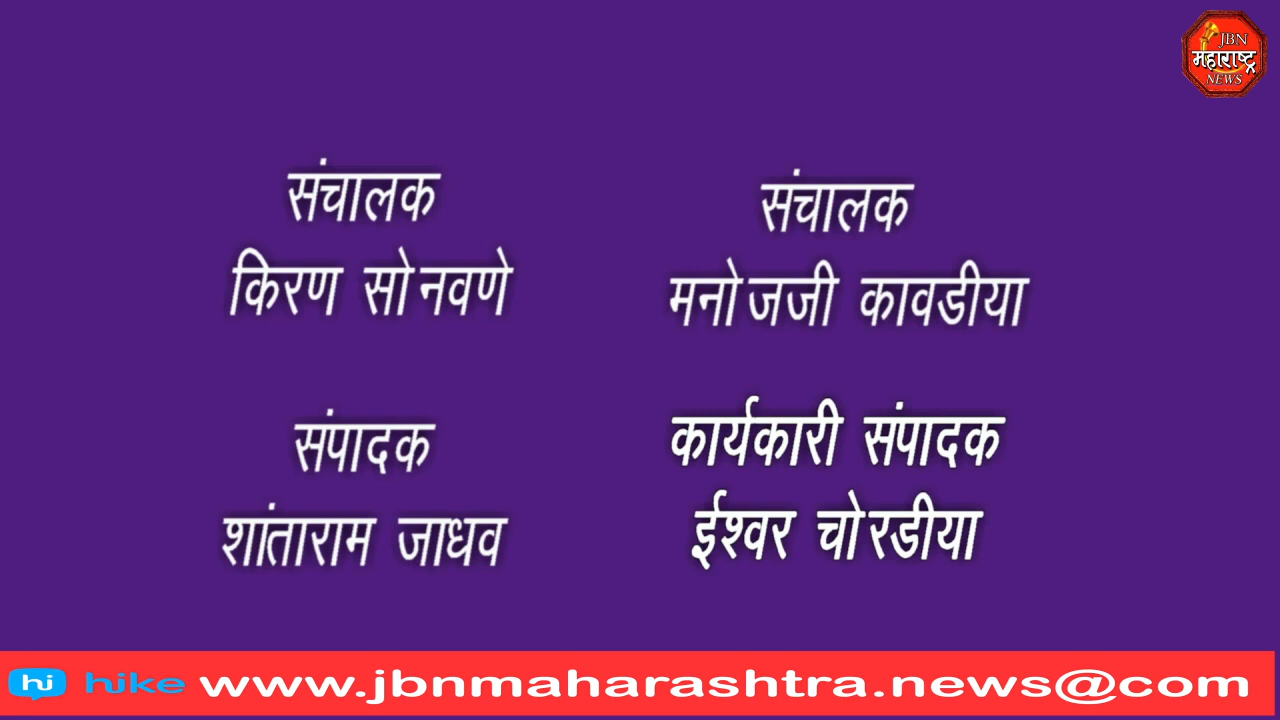 JBN
महाराष्ट्र
NEWS
संचालक
किरण सोनवणे
संचालक
मनोजजी कावडीया
संपादक
शांताराम जाधव
कार्यकारी संपादक
ईश्वर चोरडीया
hi hike www.jbnmaharashtra.news@com